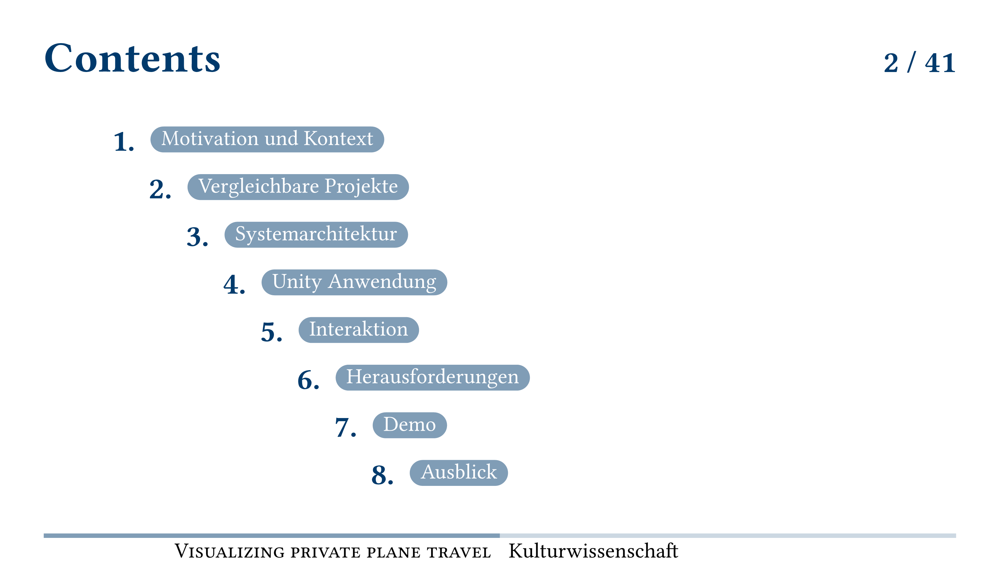 Contents
2 / 41
1. Motivation und Kontext
2. Vergleichbare Projekte
3. Systemarchitektur
4. Unity Anwendung
5. Interaktion
6. Herausforderungen
7. Demo
8. Ausblick
Visualizing private plane travel Kulturwissenschaft